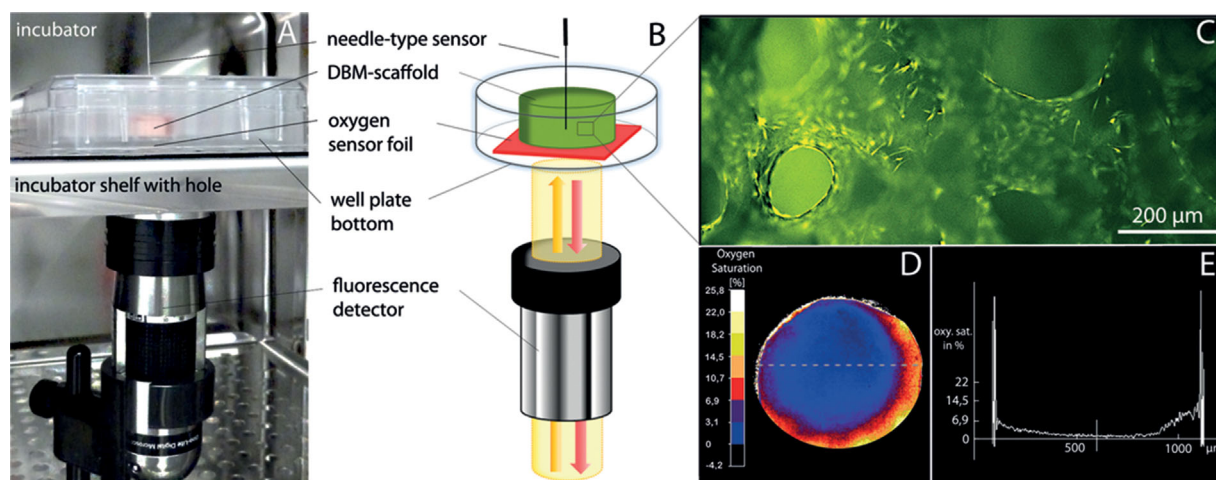 incubator
A
needle-type sensor
DBM-scaffold
oxygen
sensor foil
incubator shelf with hole
well plate
bottom
fluorescence
detector
B
C
200 µm
D
Oxygen
Saturation
[%]
25,8
22,0
18,2
14,5
10,7
6,9
3,1
0
-4,2
E
oxy. sat.
in %
22
14,5
6,9
0
500
1000
µm